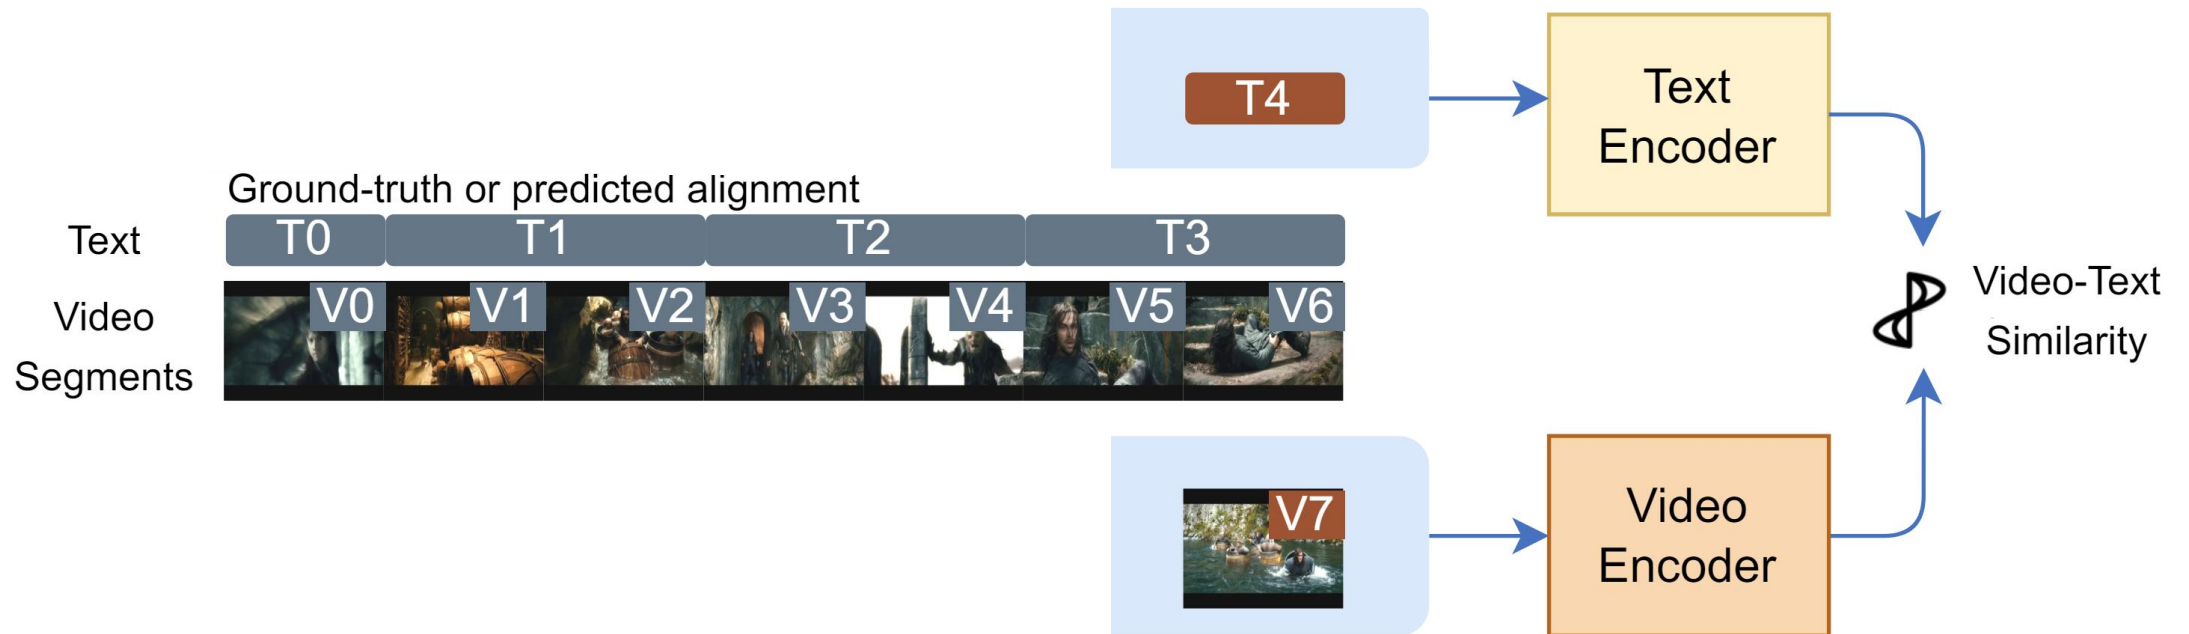 T4
Text
Encoder
Ground-truth or predicted alignment
Text
T0 T1 T2 T3
Video
Segments
V0 V1 V2 V3 V4 V5 V6
Video-Text
Similarity
V7
Video
Encoder